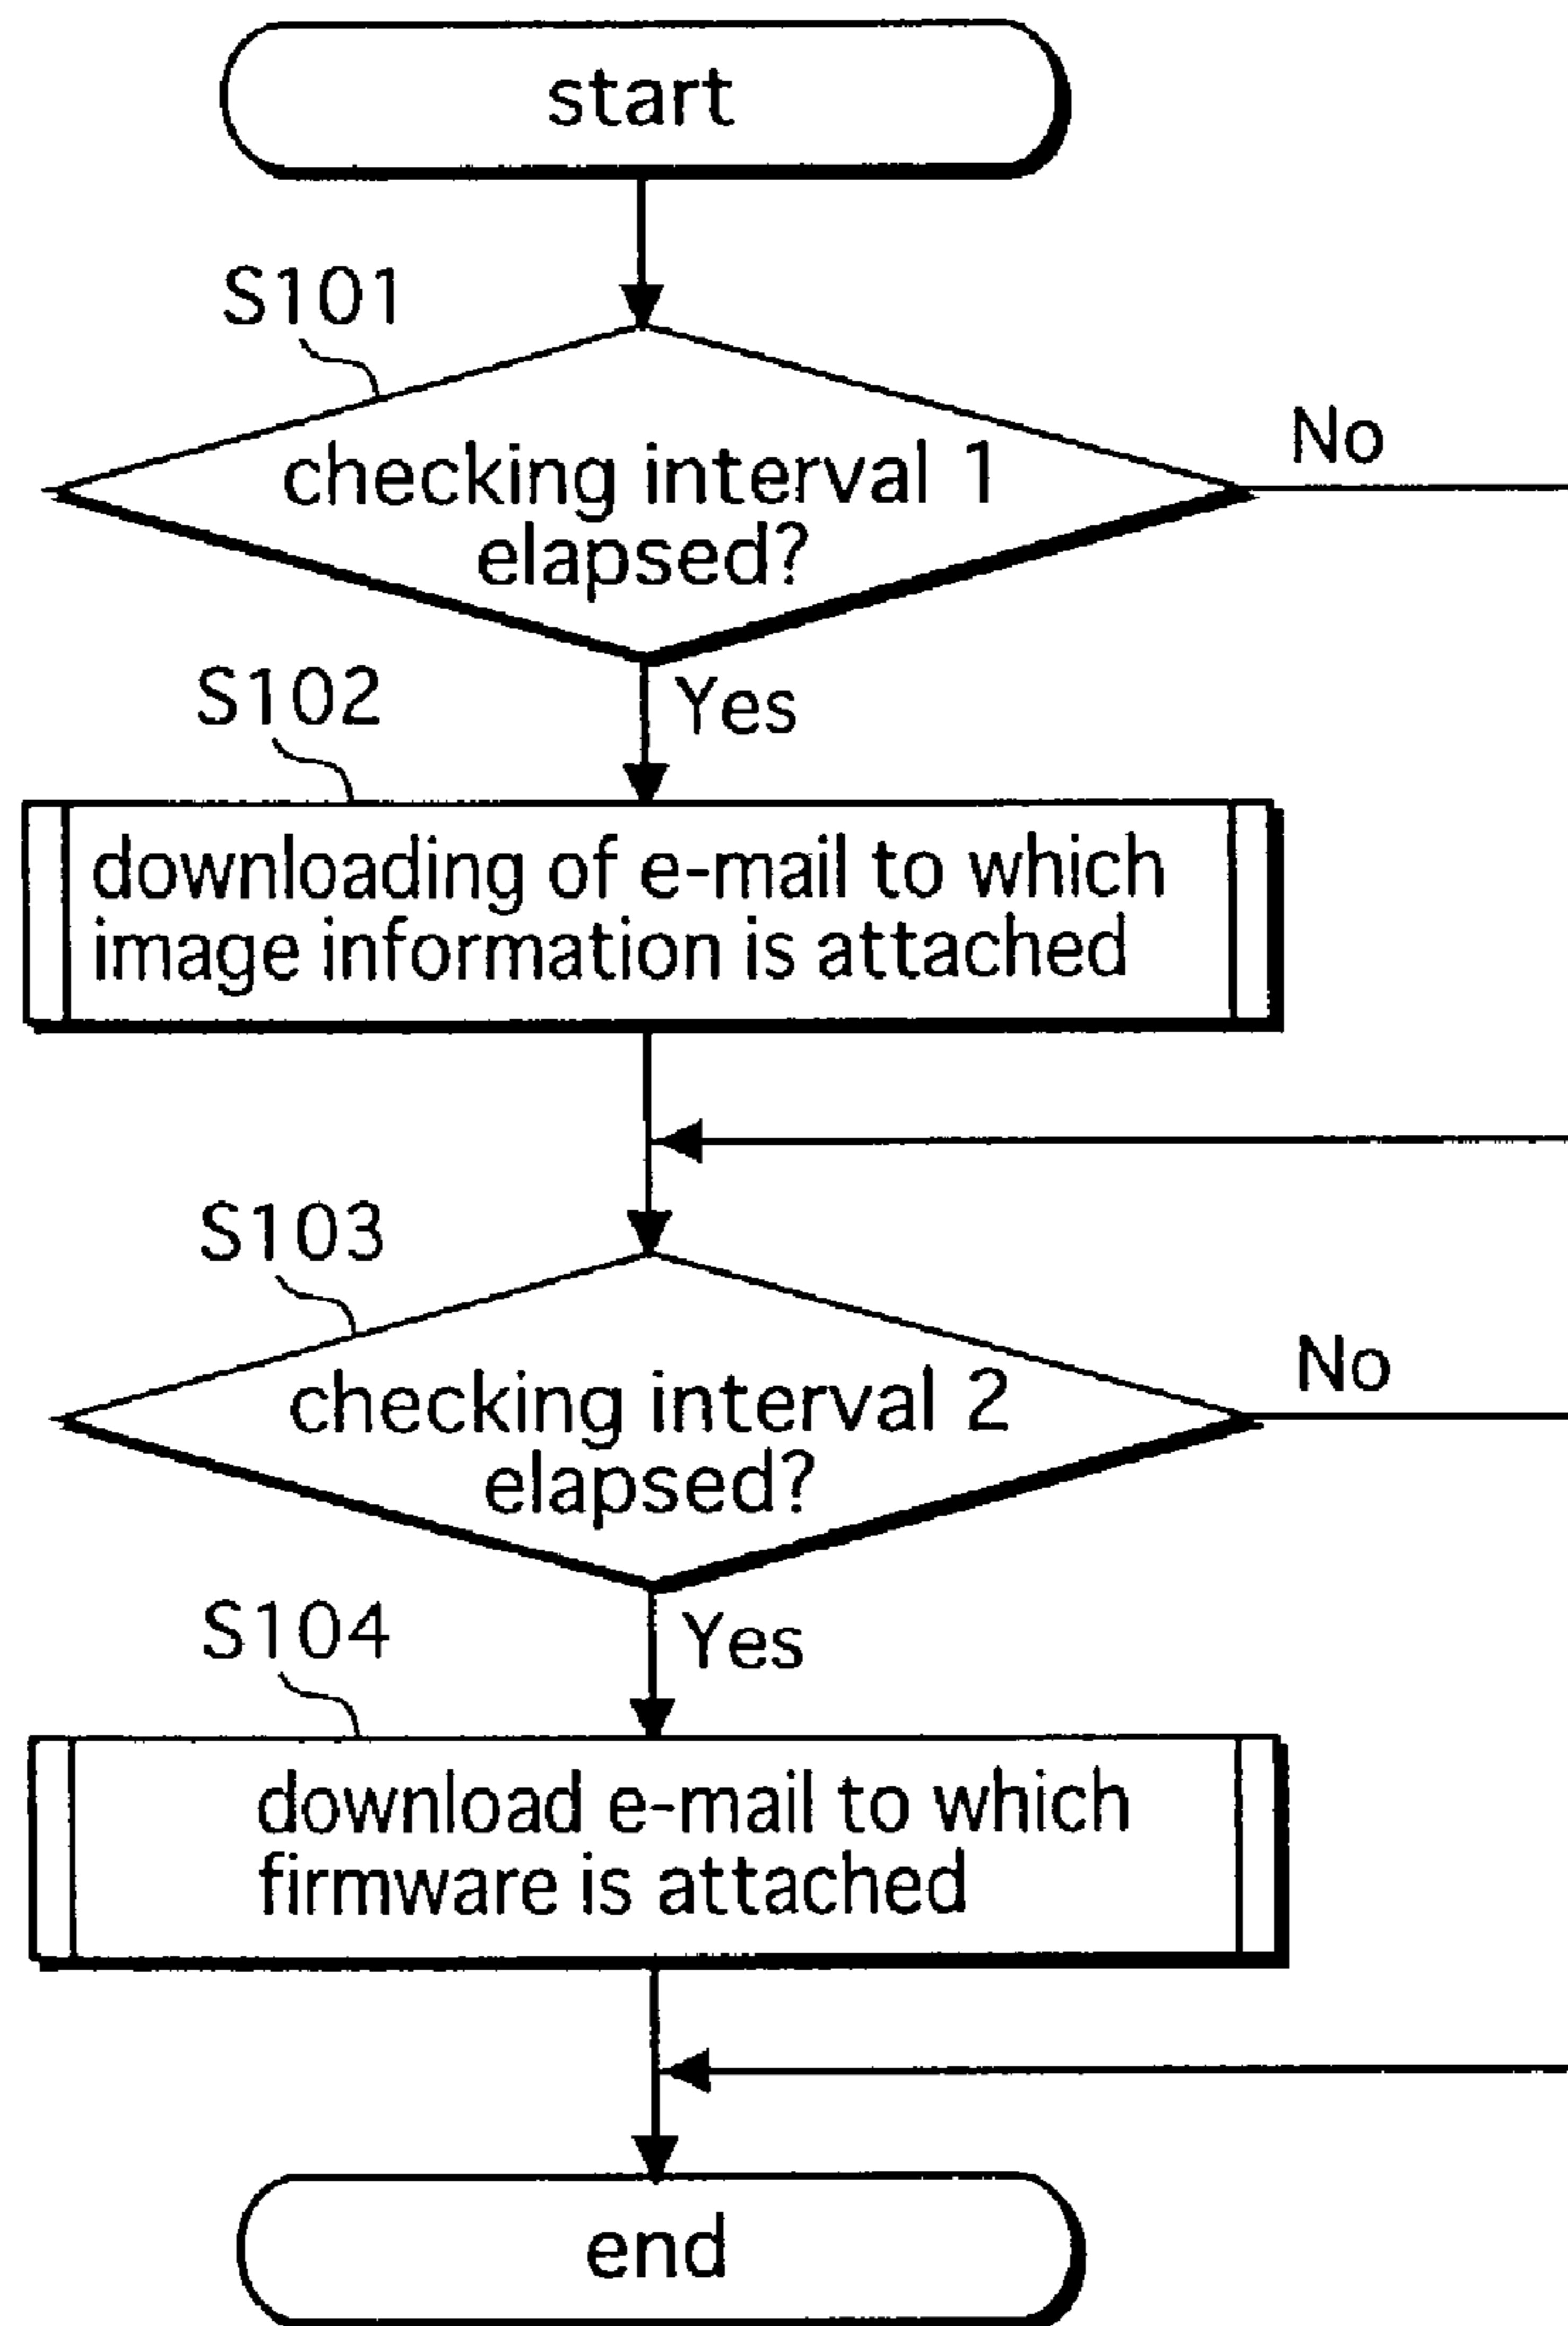 start
S101
checking interval 1
elapsed?
No
S102
Yes
downloading of e-mail to which
image information is attached
S103
checking interval 2
elapsed?
No
S104
Yes
download e-mail to which
firmware is attached
end